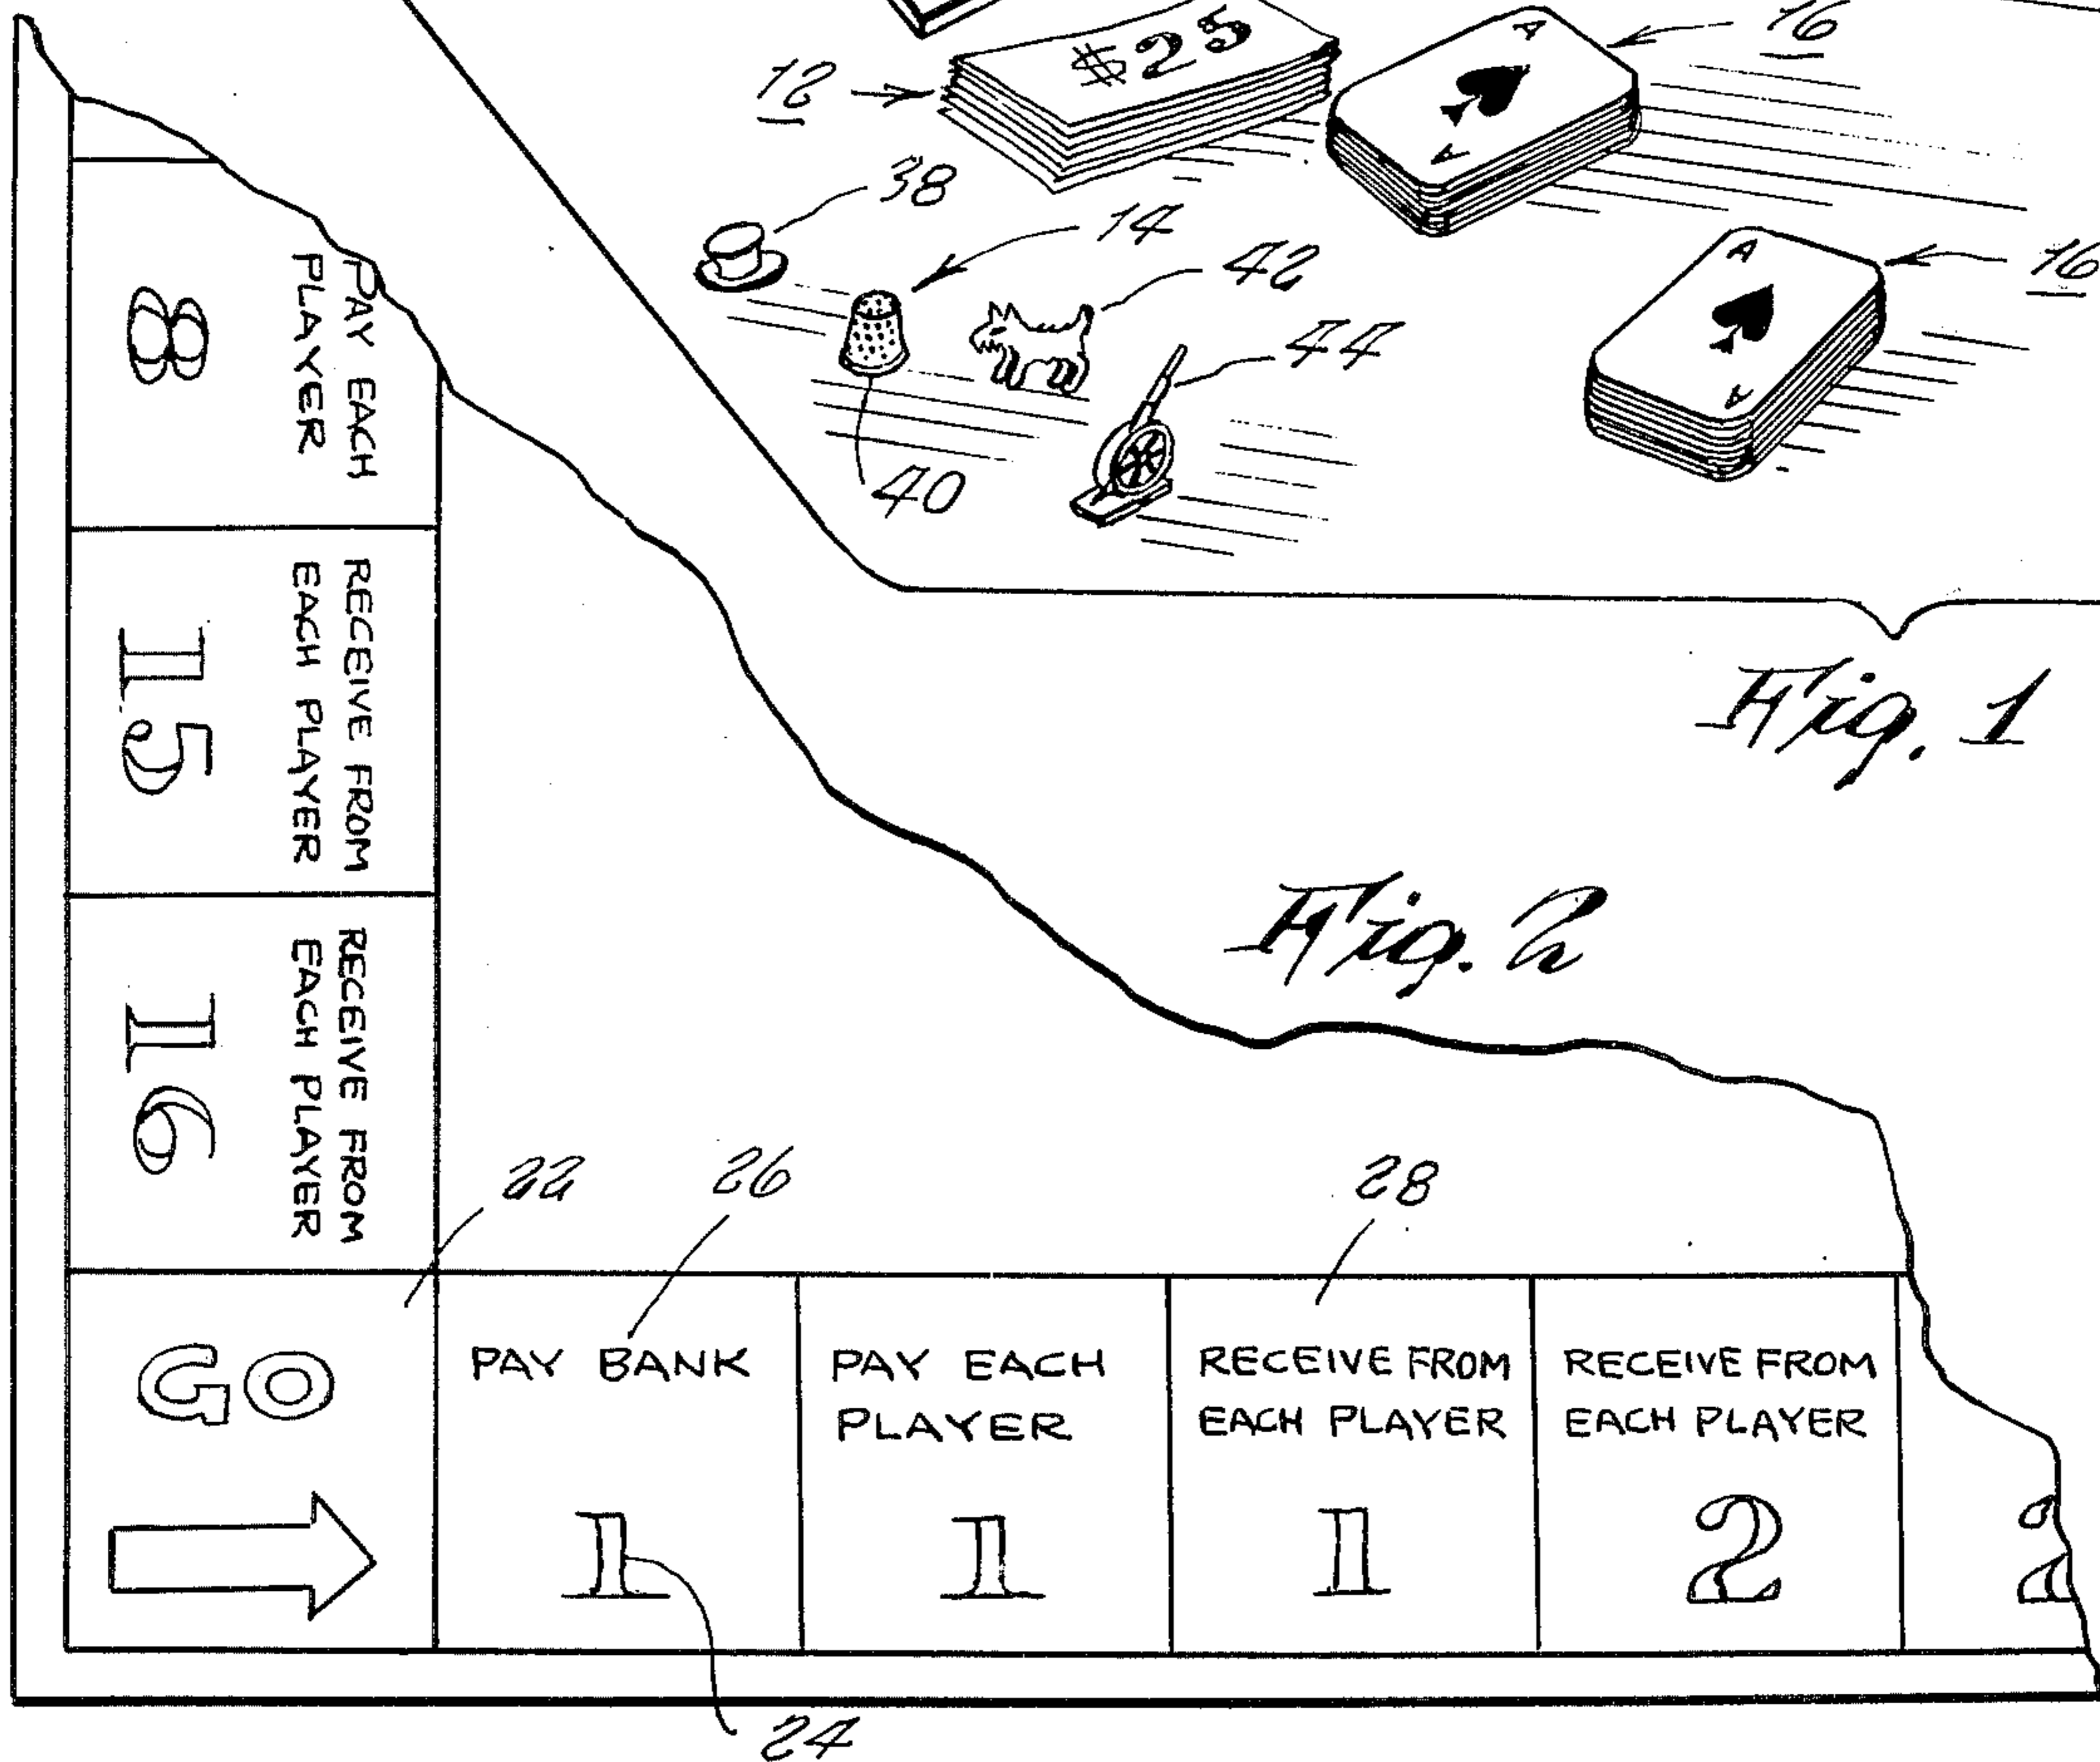 $25
12
A
A
16
38
14
42
44
40
A
A
16
Fig. 1
Fig. 2
PAY EACH
PLAYER
8
RECEIVE FROM
EACH PLAYER
15
RECEIVE FROM
EACH PLAYER
16
22
26
28
GO
PAY BANK
1
PAY EACH
PLAYER
1
RECEIVE FROM
EACH PLAYER
1
RECEIVE FROM
EACH PLAYER
2
2
24